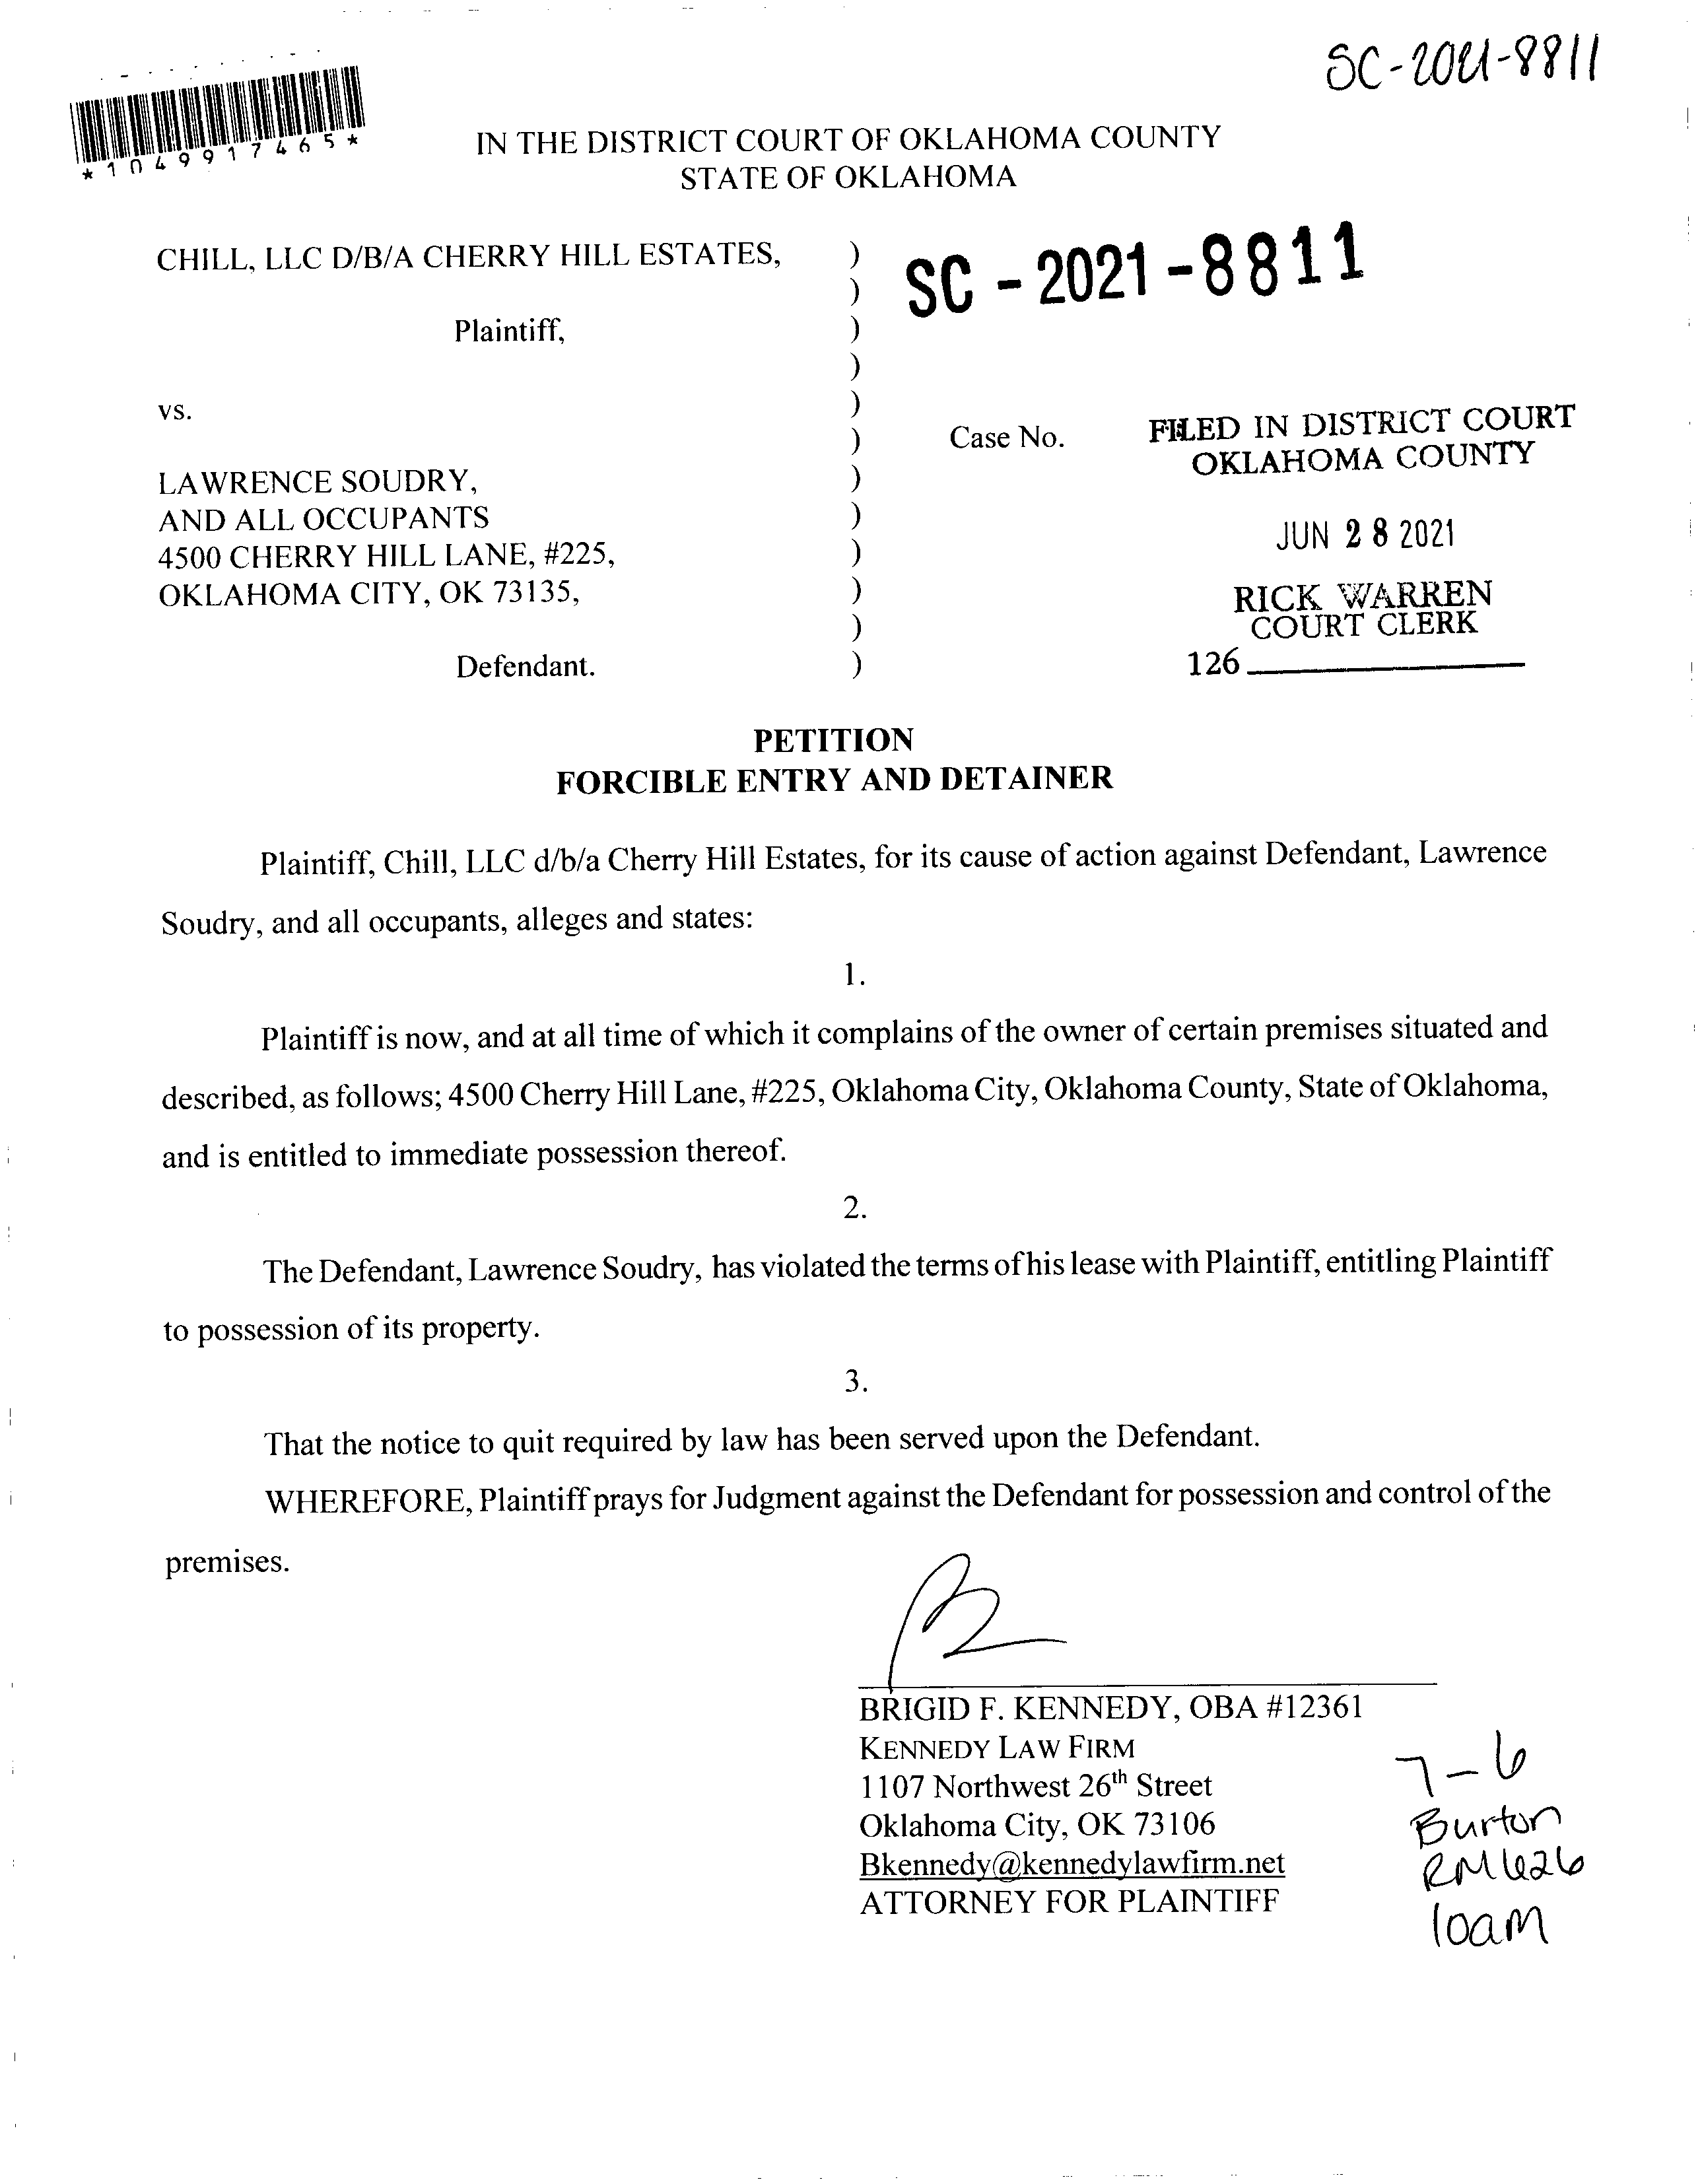 SC-2021-8811
*1049917465*
IN THE DISTRICT COURT OF OKLAHOMA COUNTY
STATE OF OKLAHOMA
CHILL, LLC D/B/A CHERRY HILL ESTATES, )
) SC-2021-8811
Plaintiff, )
)
vs. )
) Case No. FILED IN DISTRICT COURT
OKLAHOMA COUNTY
LAWRENCE SOUDRY, )
AND ALL OCCUPANTS )
JUN 28 2021
4500 CHERRY HILL LANE, #225, )
OKLAHOMA CITY, OK 73135, )
RICK WARREN
) COURT CLERK
Defendant. ) 126
PETITION
FORCIBLE ENTRY AND DETAINER
Plaintiff, Chill, LLC d/b/a Cherry Hill Estates, for its cause of action against Defendant, Lawrence
Soudry, and all occupants, alleges and states:
1.
Plaintiff is now, and at all time of which it complains of the owner of certain premises situated and
described, as follows; 4500 Cherry Hill Lane, #225, Oklahoma City, Oklahoma County, State of Oklahoma,
and is entitled to immediate possession thereof.
2.
The Defendant, Lawrence Soudry, has violated the terms of his lease with Plaintiff, entitling Plaintiff
to possession of its property.
3.
That the notice to quit required by law has been served upon the Defendant.
WHEREFORE, Plaintiff prays for Judgment against the Defendant for possession and control of the
premises.
BRIGID F. KENNEDY, OBA #12361
KENNEDY LAW FIRM
1107 Northwest 26th Street
Oklahoma City, OK 73106
Bkennedy@kennedylawfirm.net
ATTORNEY FOR PLAINTIFF
7-6
Burton
RM 626
10am